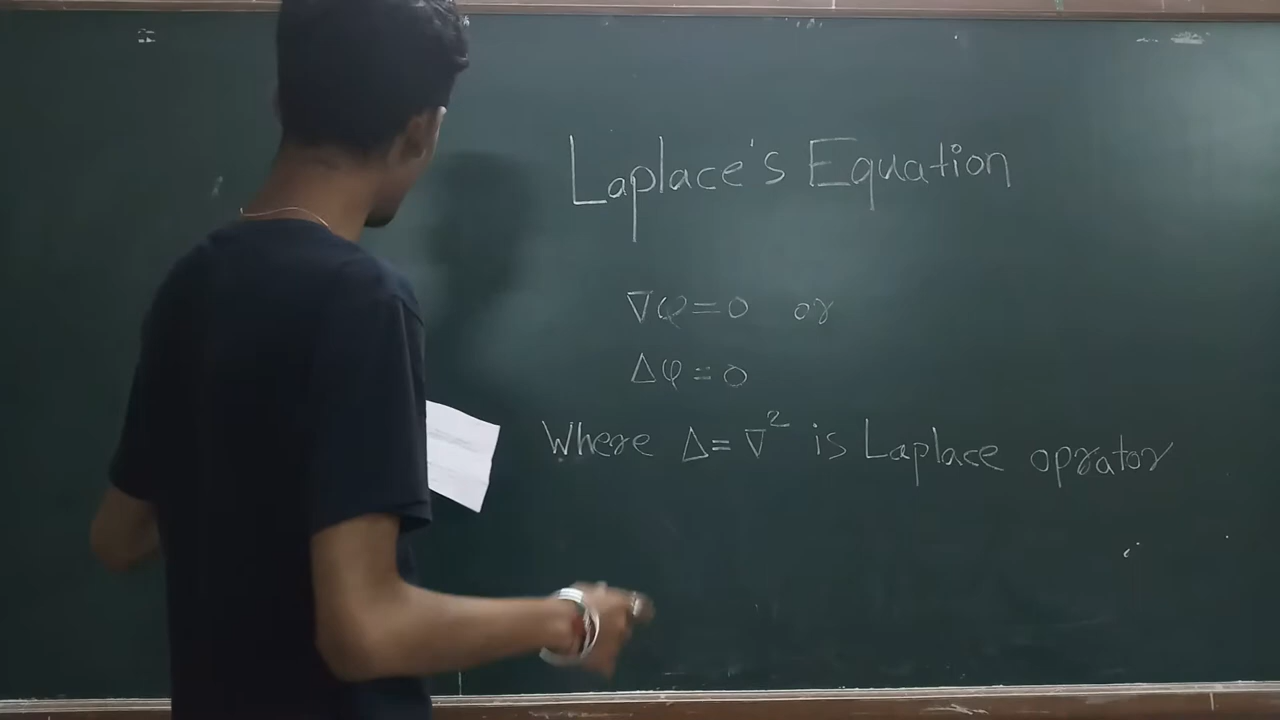 Laplace's Equation
∇φ=0 or
Δφ=0
Where Δ=∇² is Laplace oprator